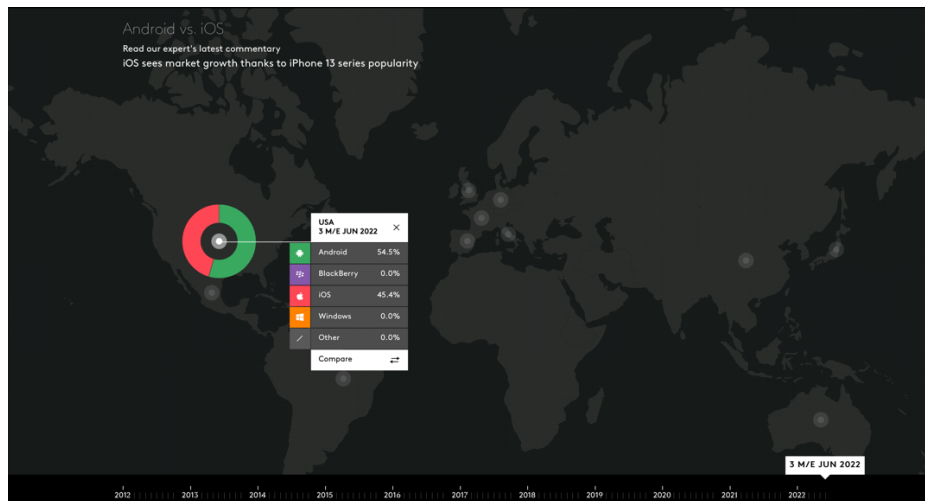 Android vs. iOS
Read our expert's latest commentary
iOS sees market growth thanks to iPhone 13 series popularity
USA
3 M/E JUN 2022
Android 54.5%
BlackBerry 0.0%
iOS 45.4%
Windows 0.0%
Other 0.0%
Compare
3 M/E JUN 2022
2012 2013 2014 2015 2016 2017 2018 2019 2020 2021 2022